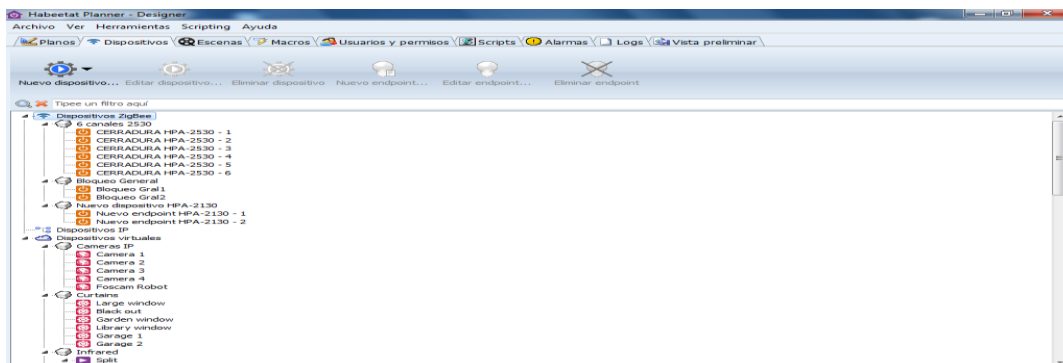 Habeetat Planner - Designer
Archivo Ver Herramientas Scripting Ayuda
Planos Dispositivos Escenas Macros Usuarios y permisos Scripts Alarmas Logs Vista preliminar
Nuevo dispositivo... Editar dispositivo... Eliminar dispositivo Nuevo endpoint... Editar endpoint... Eliminar endpoint
Tipee un filtro aquí
Dispositivos ZigBee
6 canales 2530
CERRADURA HPA-2530 - 1
CERRADURA HPA-2530 - 2
CERRADURA HPA-2530 - 3
CERRADURA HPA-2530 - 4
CERRADURA HPA-2530 - 5
CERRADURA HPA-2530 - 6
Bloqueo General
Bloqueo Gral1
Bloqueo Gral2
Nuevo dispositivo HPA-2130
Nuevo endpoint HPA-2130 - 1
Nuevo endpoint HPA-2130 - 2
Dispositivos IP
Dispositivos virtuales
Cameras IP
Camera 1
Camera 2
Camera 3
Camera 4
Foscam Robot
Curtains
Large window
Black out
Garden window
Library window
Garage 1
Garage 2
Infrared
Split